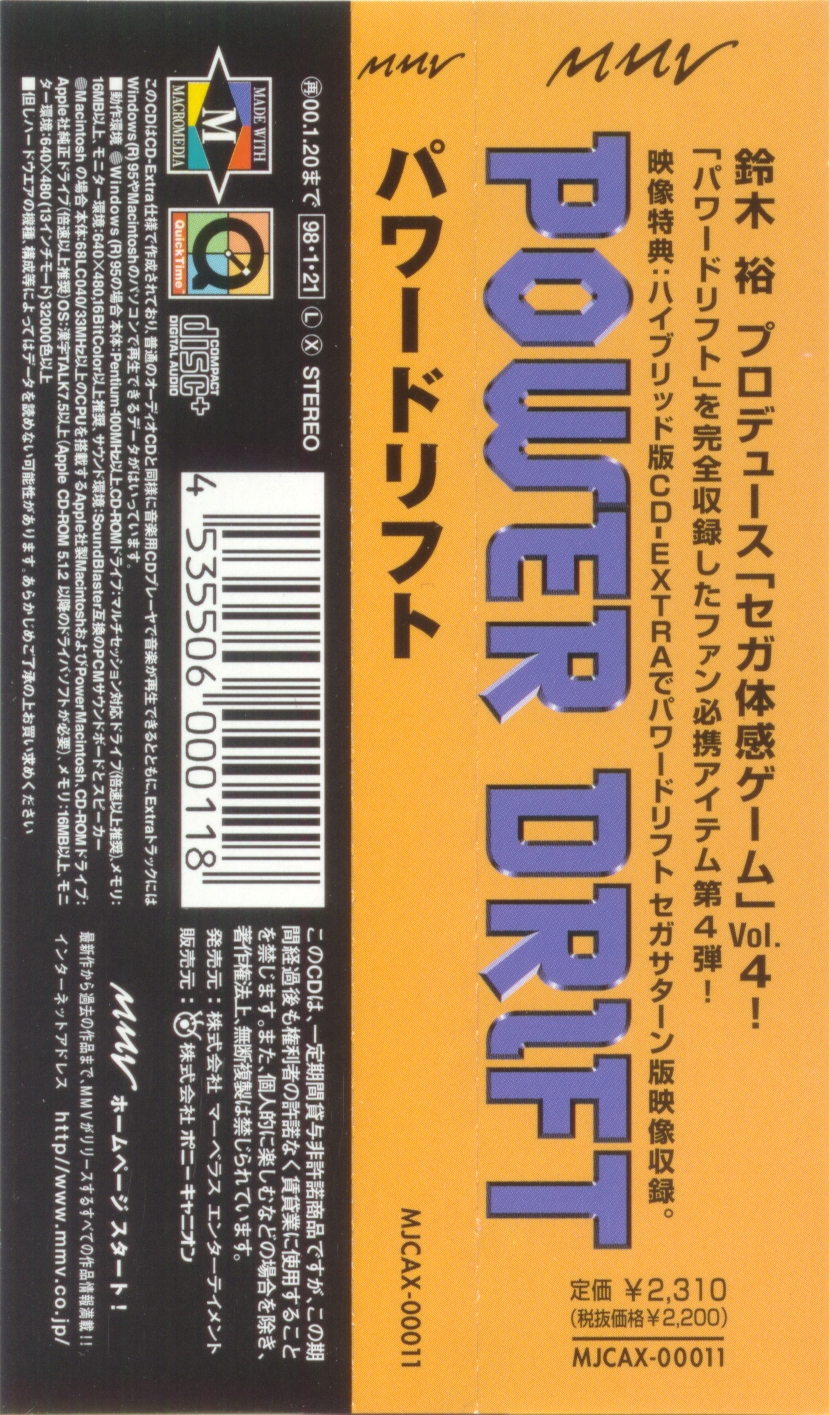 mmv
鈴木 裕 プロデュース「セガ体感ゲーム」Vol.4!
「パワードリフト」を完全収録したファン必携アイテム第4弾!
映像特典:ハイブリッド版CD-EXTRAでパワードリフト セガサターン版映像収録。
POWER DRIFT
定価 ¥2,310
(税抜価格¥2,200)
MJCAX-00011
mmv
パワードリフト
MJCAX-00011
再00.1.20まで 98・1・21 L X STEREO
MADE WITH
M
MACROMEDIA
QuickTime™
COMPACT
disc+
DIGITAL AUDIO
4 535506 000118
このCDはCD-Extra仕様で作成されており、普通のオーディオCDと同様に音楽用CDプレーヤで音楽が再生できるとともに、Extraトラックには
Windows(R)95やMacintoshのパソコンで再生できるデータがはいっています。
■動作環境 ◎Windows(R)95の場合 本体:Pentium-100MHz以上、CD-ROMドライブ:マルチセッション対応ドライブ(倍速以上推奨)、メモリ:
16MB以上、モニター環境:640×480,16BitColor以上推奨、サウンド環境:SoundBlaster互換のPCMサウンドボードとスピーカー
◎Macintoshの場合 本体:68LC040/33MHz以上のCPUを搭載するApple社製MacintoshおよびPowerMacintosh、CD-ROMドライブ:
Apple社純正ドライブ(倍速以上推奨)OS:漢字TALK7.5以上(Apple CD-ROM 5.1.2 以降のドライバソフトが必要)、メモリ:16MB以上、モニ
ター環境:640×480(13インチモード)32000色以上
■但しハードウエアの機種、構成等によってはデータを読めない可能性があります。あらかじめご了承の上お買い求めください
このCDは、一定期間貸与非許諾商品ですが、この期
間経過後も権利者の許諾なく賃貸業に使用すること
を禁じます。また、個人的に楽しむなどの場合を除き、
著作権法上、無断複製は禁じられています。
発売元:株式会社 マーベラス エンターテイメント
販売元:株式会社 ポニーキャニオン
mmv ホームページ スタート!
最新作から過去の作品まで、MMVがリリースするすべての作品情報満載!!
インターネットアドレス http//www.mmv.co.jp/